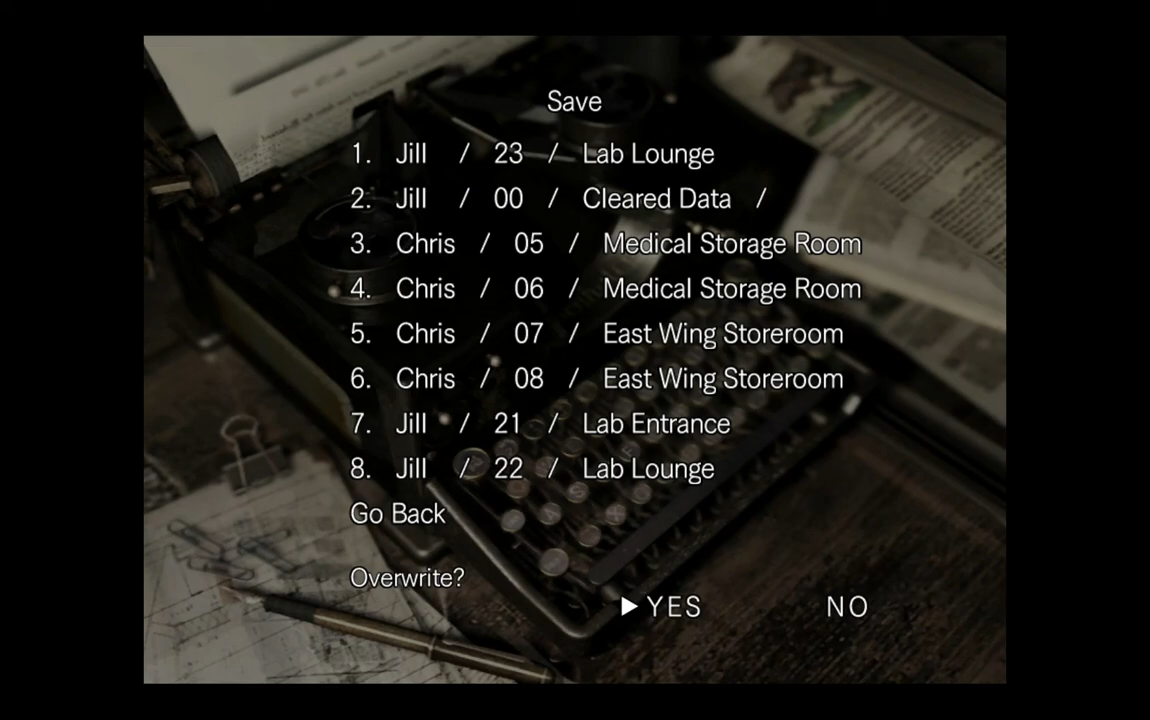 Save
1. Jill / 23 / Lab Lounge
2. Jill / 00 / Cleared Data /
3. Chris / 05 / Medical Storage Room
4. Chris / 06 / Medical Storage Room
5. Chris / 07 / East Wing Storeroom
6. Chris / 08 / East Wing Storeroom
7. Jill / 21 / Lab Entrance
8. Jill / 22 / Lab Lounge
Go Back
Overwrite?
YES NO